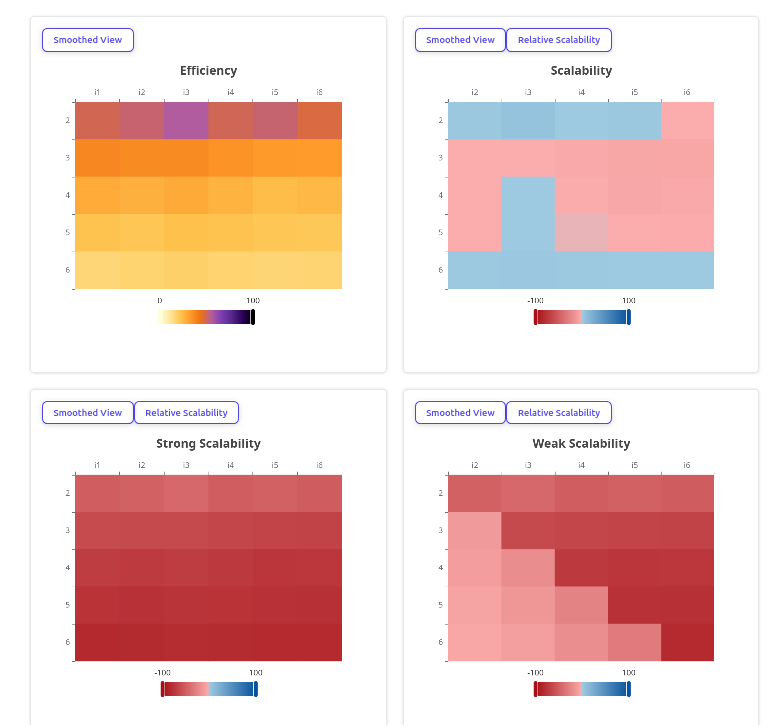 Smoothed View
Efficiency
i1 i2 i3 i4 i5 i6
2
3
4
5
6
0 100
Smoothed View Relative Scalability
Scalability
i2 i3 i4 i5 i6
2
3
4
5
6
-100 100
Smoothed View Relative Scalability
Strong Scalability
i1 i2 i3 i4 i5 i6
2
3
4
5
6
-100 100
Smoothed View Relative Scalability
Weak Scalability
i2 i3 i4 i5 i6
2
3
4
5
6
-100 100